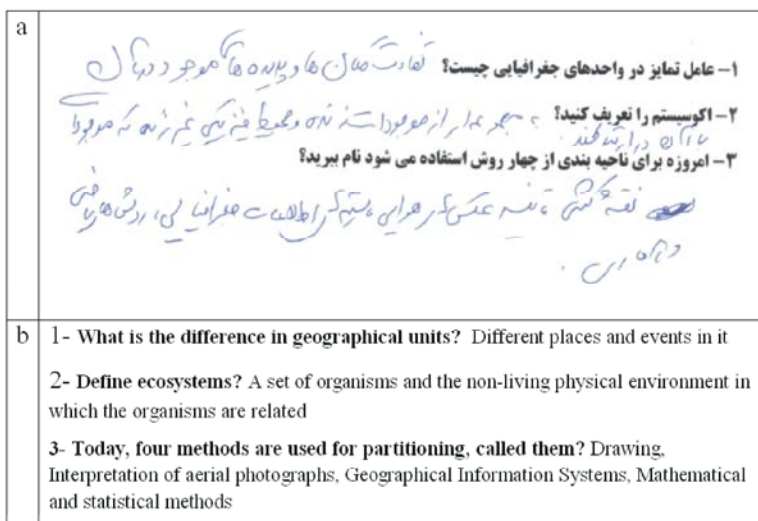 a
۱- عامل تمایز در واحدهای جغرافیایی چیست؟ تفاوت مکان ها و پدیده های موجود در آن
۲- اکوسیستم را تعریف کنید؟ مجموعه ای از موجودات زنده و محیط فیزیکی غیر زنده که موجودات
با آن در ارتباطند.
۳- امروزه برای ناحیه بندی از چهار روش استفاده می شود نام ببرید؟
نقشه کشی، تفسیر عکس های هوایی، سیستم اطلاعات جغرافیایی، روش های ریاضی
و آماری.
b
1- What is the difference in geographical units? Different places and events in it
2- Define ecosystems? A set of organisms and the non-living physical environment in
which the organisms are related
3- Today, four methods are used for partitioning, called them? Drawing,
Interpretation of aerial photographs, Geographical Information Systems, Mathematical
and statistical methods